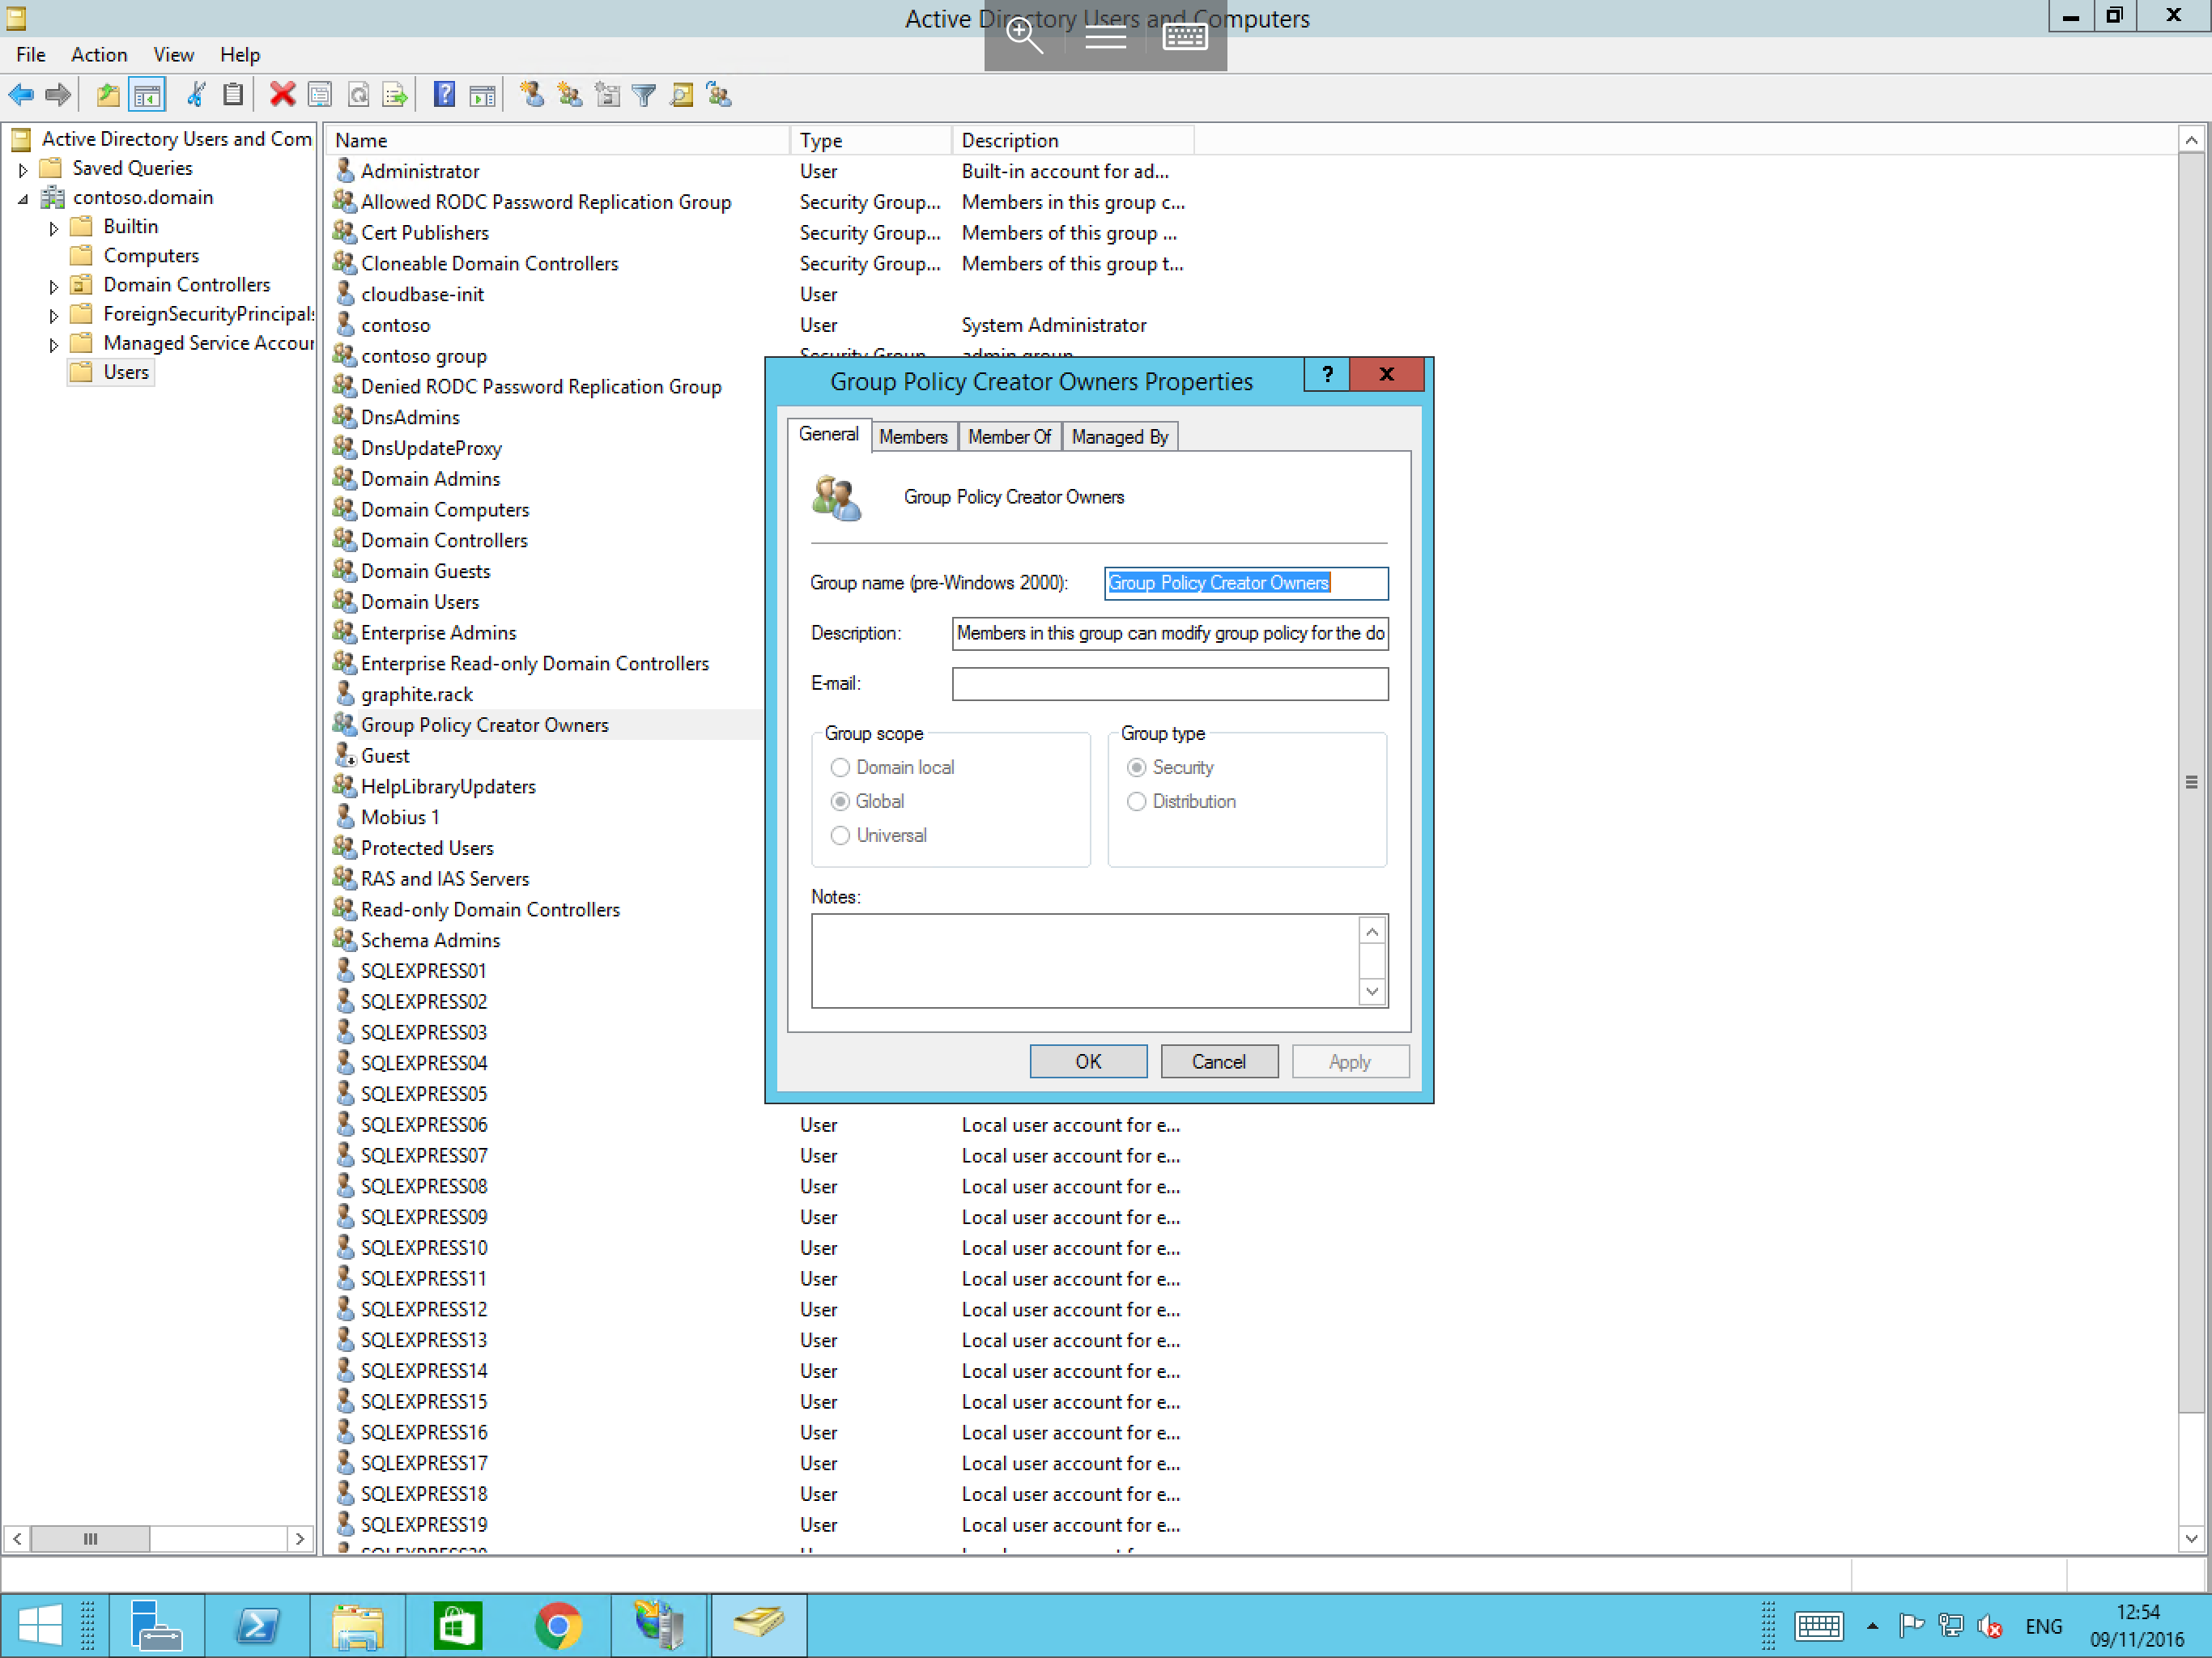 Active Directory Users and Computers
File Action View Help
Active Directory Users and Com
Saved Queries
contoso.domain
Builtin
Computers
Domain Controllers
ForeignSecurityPrincipals
Managed Service Accour
Users
Name Type Description
Administrator User Built-in account for ad...
Allowed RODC Password Replication Group Security Group... Members in this group c...
Cert Publishers Security Group... Members of this group ...
Cloneable Domain Controllers Security Group... Members of this group t...
cloudbase-init User
contoso User System Administrator
contoso group Security Group... admin group
Denied RODC Password Replication Group
DnsAdmins
DnsUpdateProxy
Domain Admins
Domain Computers
Domain Controllers
Domain Guests
Domain Users
Enterprise Admins
Enterprise Read-only Domain Controllers
graphite.rack
Group Policy Creator Owners
Guest
HelpLibraryUpdaters
Mobius 1
Protected Users
RAS and IAS Servers
Read-only Domain Controllers
Schema Admins
SQLEXPRESS01
SQLEXPRESS02
SQLEXPRESS03
SQLEXPRESS04
SQLEXPRESS05
SQLEXPRESS06 User Local user account for e...
SQLEXPRESS07 User Local user account for e...
SQLEXPRESS08 User Local user account for e...
SQLEXPRESS09 User Local user account for e...
SQLEXPRESS10 User Local user account for e...
SQLEXPRESS11 User Local user account for e...
SQLEXPRESS12 User Local user account for e...
SQLEXPRESS13 User Local user account for e...
SQLEXPRESS14 User Local user account for e...
SQLEXPRESS15 User Local user account for e...
SQLEXPRESS16 User Local user account for e...
SQLEXPRESS17 User Local user account for e...
SQLEXPRESS18 User Local user account for e...
SQLEXPRESS19 User Local user account for e...
Group Policy Creator Owners Properties
? x
General Members Member Of Managed By
Group Policy Creator Owners
Group name (pre-Windows 2000): Group Policy Creator Owners
Description: Members in this group can modify group policy for the do
E-mail:
Group scope Group type
Domain local Security
Global Distribution
Universal
Notes:
OK Cancel Apply
ENG
12:54
09/11/2016